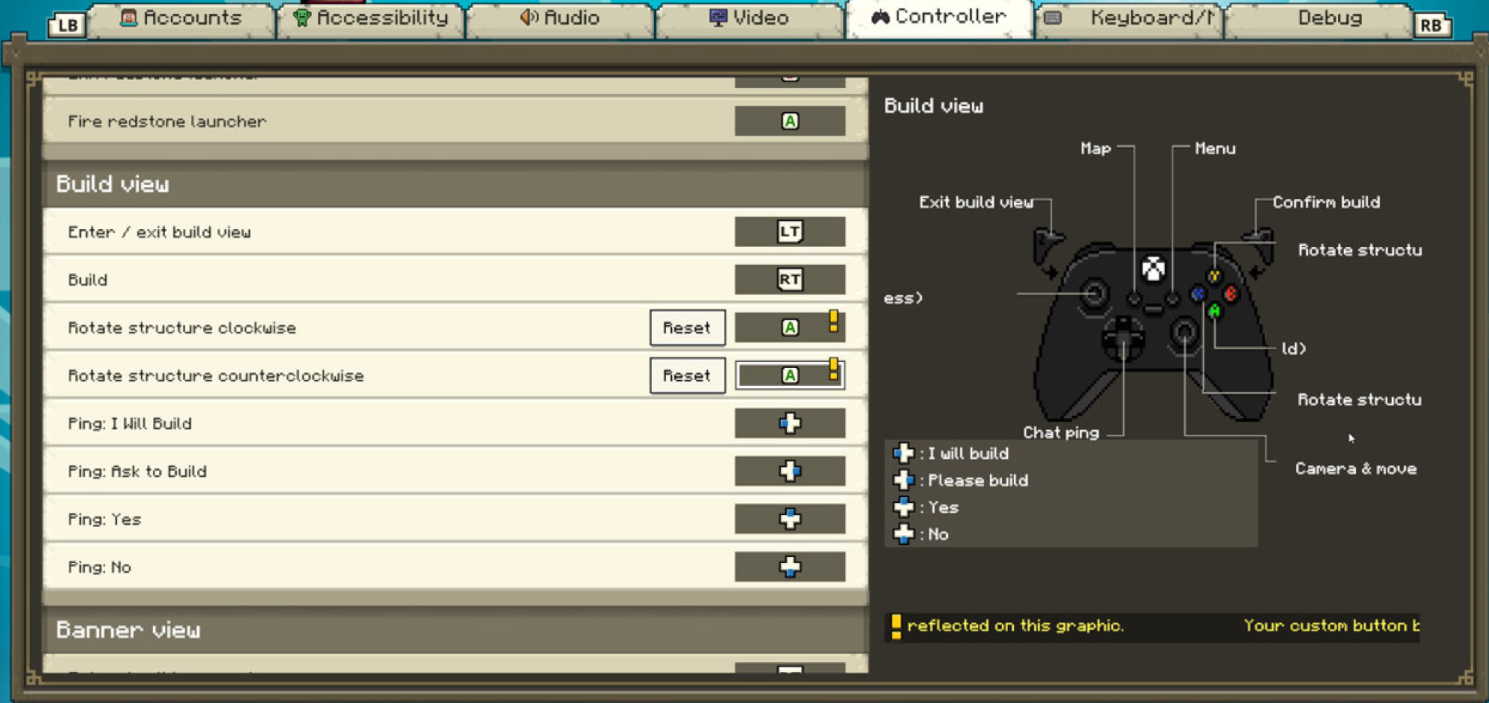 LB
Accounts
Accessibility
Audio
Video
Controller
Keyboard/
Debug
RB
Fire redstone launcher
A
Build view
Enter / exit build view
LT
Build
RT
Rotate structure clockwise
Reset
A
Rotate structure counterclockwise
Reset
A
Ping: I Will Build
Ping: Ask to Build
Ping: Yes
Ping: No
Banner view
Build view
Map
Menu
Exit build view
Confirm build
Rotate structu
Y
ess)
A
ld)
Rotate structu
Chat ping
Camera & move
: I will build
: Please build
: Yes
: No
reflected on this graphic.
Your custom button b